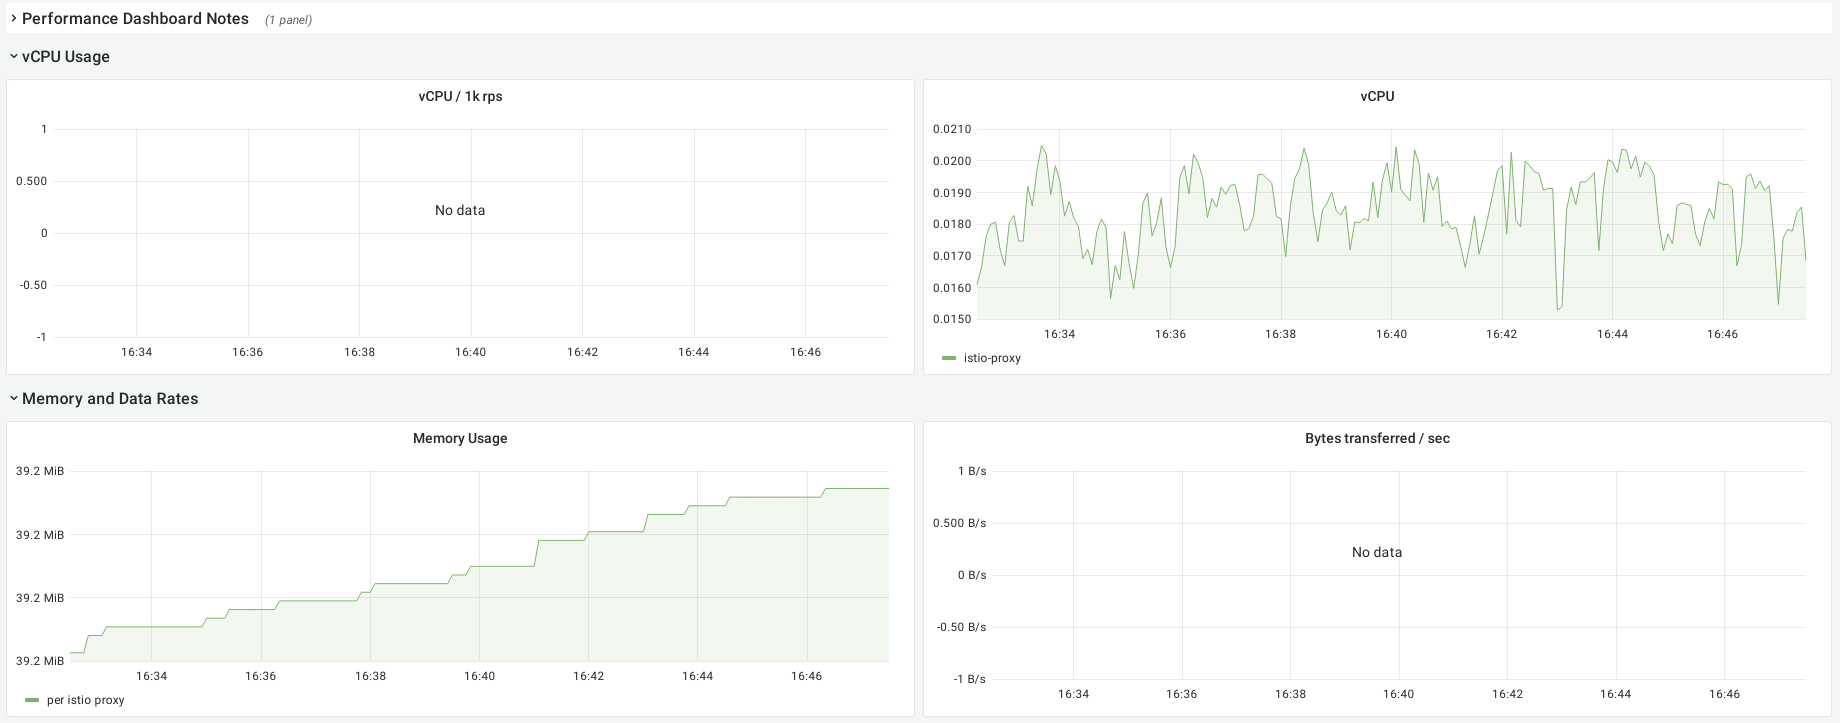 Performance Dashboard Notes (1 panel)
vCPU Usage
vCPU / 1k rps
1
0.500
0
-0.50
-1
No data
16:34 16:36 16:38 16:40 16:42 16:44 16:46
vCPU
0.0210
0.0200
0.0190
0.0180
0.0170
0.0160
0.0150
16:34 16:36 16:38 16:40 16:42 16:44 16:46
istio-proxy
Memory and Data Rates
Memory Usage
39.2 MiB
39.2 MiB
39.2 MiB
39.2 MiB
16:34 16:36 16:38 16:40 16:42 16:44 16:46
per istio proxy
Bytes transferred / sec
1 B/s
0.500 B/s
0 B/s
-0.50 B/s
-1 B/s
No data
16:34 16:36 16:38 16:40 16:42 16:44 16:46